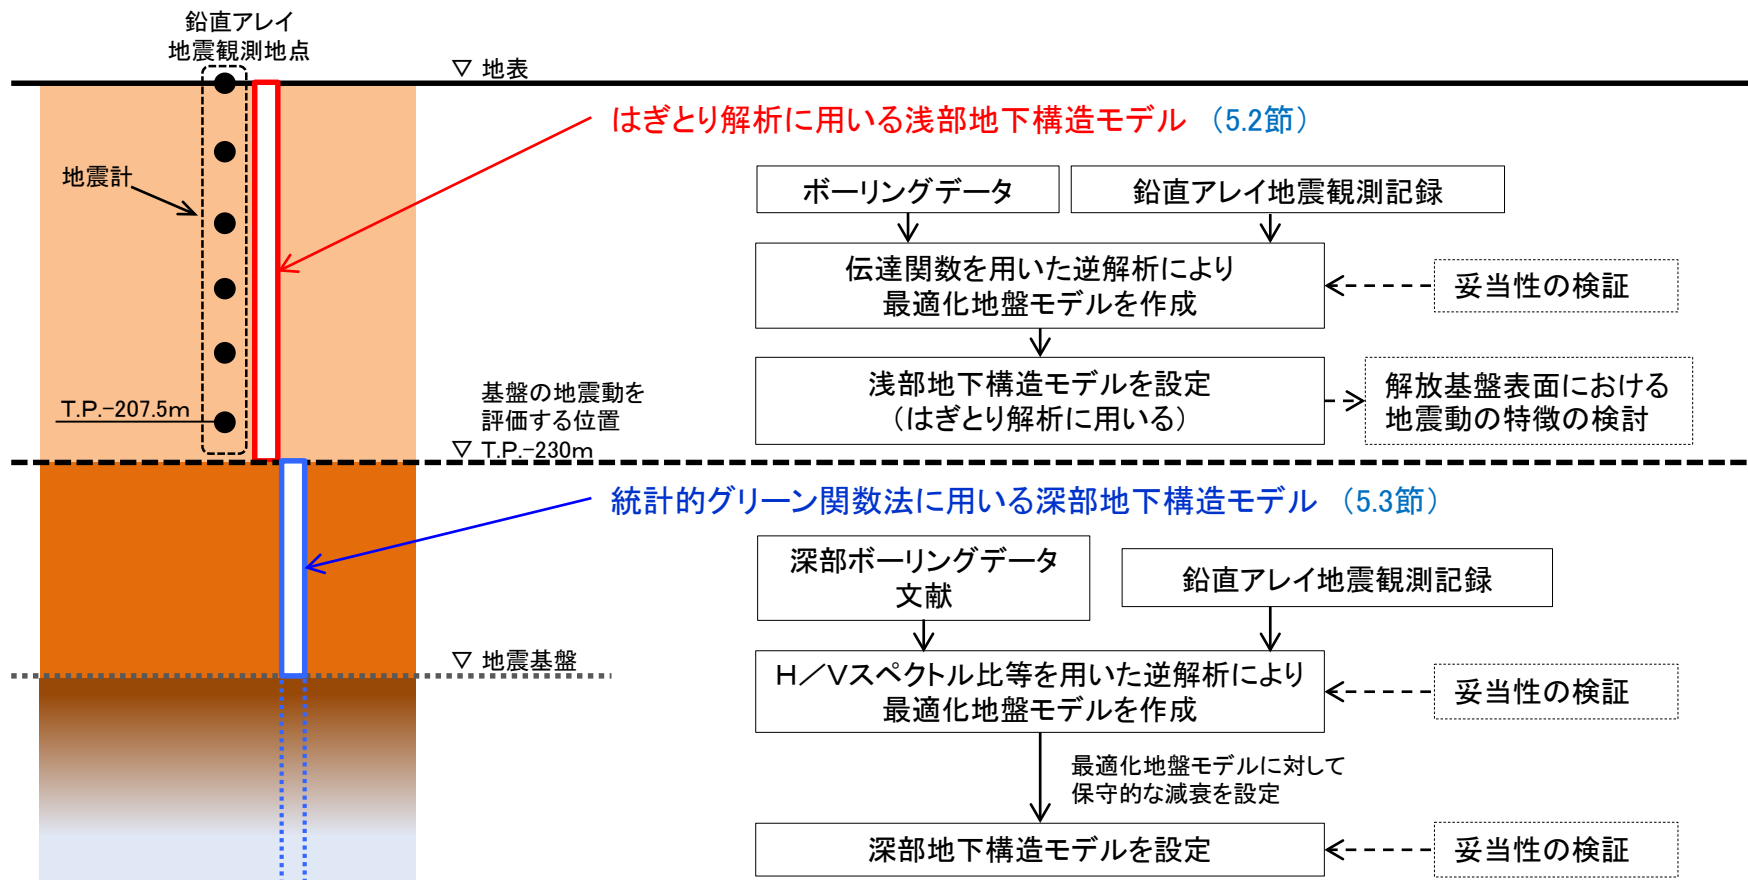 鉛直アレイ
地震観測地点
▽ 地表
はぎとり解析に用いる浅部地下構造モデル （5.2節）
地震計
ボーリングデータ
鉛直アレイ地震観測記録
伝達関数を用いた逆解析により
最適化地盤モデルを作成
妥当性の検証
浅部地下構造モデルを設定
（はぎとり解析に用いる）
解放基盤表面における
地震動の特徴の検討
T.P.-207.5m
基盤の地震動を
評価する位置
▽ T.P.-230m
統計的グリーン関数法に用いる深部地下構造モデル （5.3節）
深部ボーリングデータ
文献
鉛直アレイ地震観測記録
▽ 地震基盤
H／Vスペクトル比等を用いた逆解析により
最適化地盤モデルを作成
妥当性の検証
最適化地盤モデルに対して
保守的な減衰を設定
深部地下構造モデルを設定
妥当性の検証